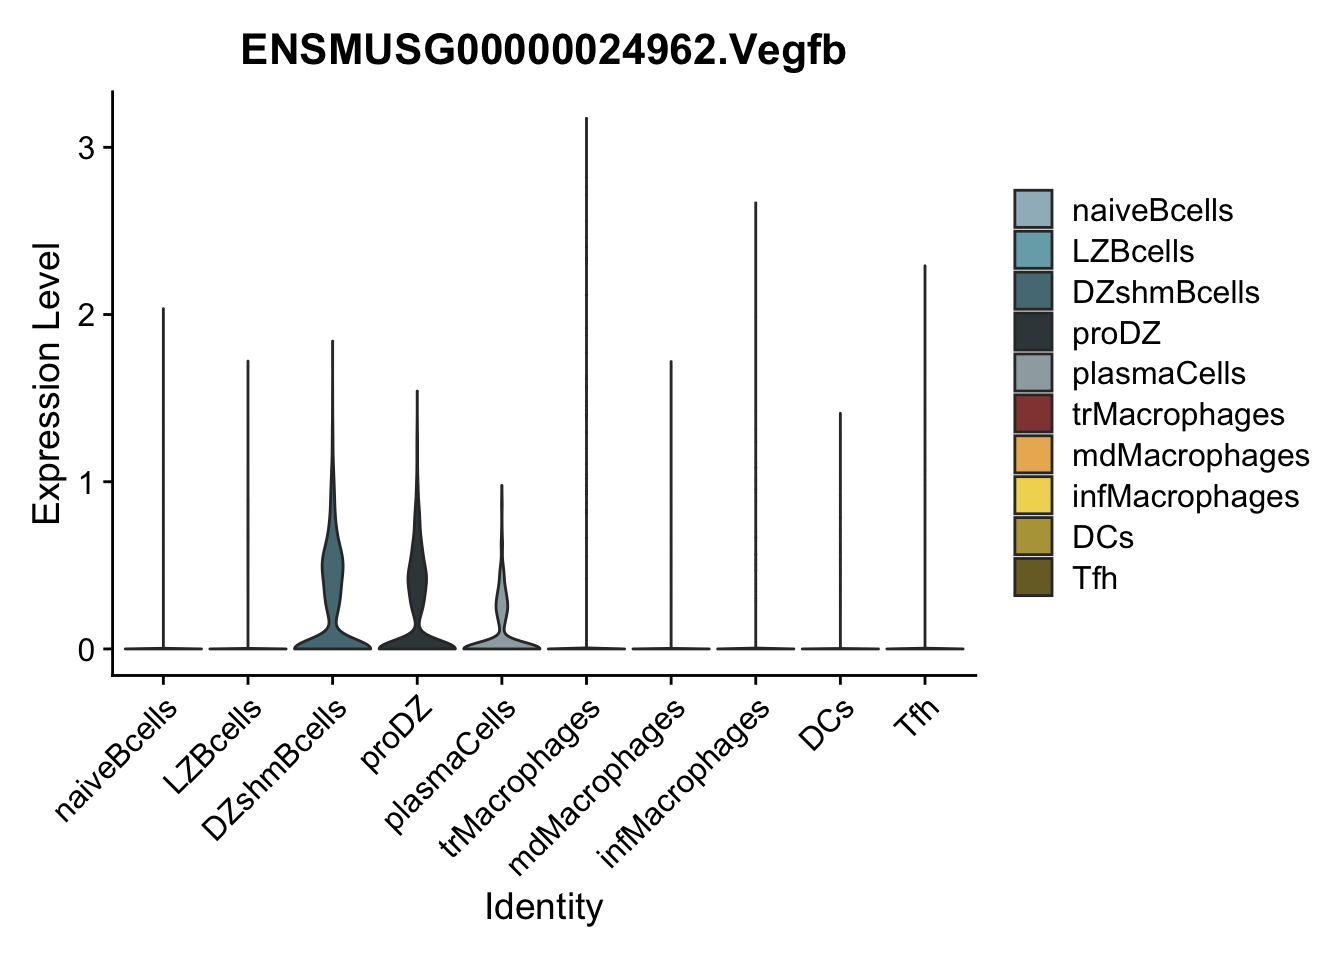 ENSMUSG00000024962.Vegfb
Expression Level
3
2
1
0
naiveBcells
LZBcells
DZshmBcells
proDZ
plasmaCells
trMacrophages
mdMacrophages
infMacrophages
DCs
Tfh
Identity
naiveBcells
LZBcells
DZshmBcells
proDZ
plasmaCells
trMacrophages
mdMacrophages
infMacrophages
DCs
Tfh